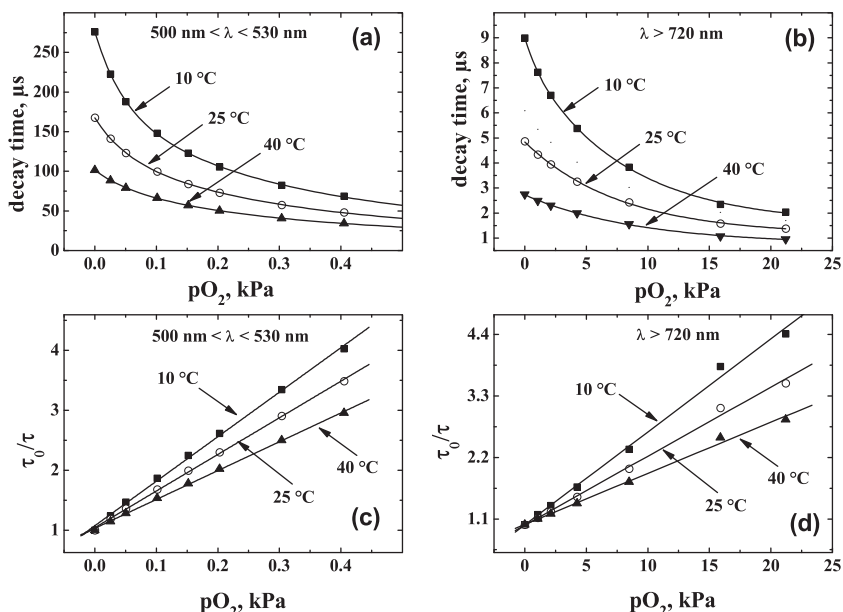 500 nm < λ < 530 nm
(a)
10 °C
25 °C
40 °C
decay time, μs
250
200
150
100
50
0
0.0 0.1 0.2 0.3 0.4
pO2, kPa
λ > 720 nm
(b)
10 °C
25 °C
40 °C
decay time, μs
9
8
7
6
5
4
3
2
1
0 5 10 15 20 25
pO2, kPa
500 nm < λ < 530 nm
10 °C
40 °C
25 °C
(c)
τ0/τ
4
3
2
1
0.0 0.1 0.2 0.3 0.4
pO2, kPa
λ > 720 nm
10 °C
40 °C
25 °C
(d)
τ0/τ
4.4
3.3
2.2
1.1
0 5 10 15 20 25
pO2, kPa